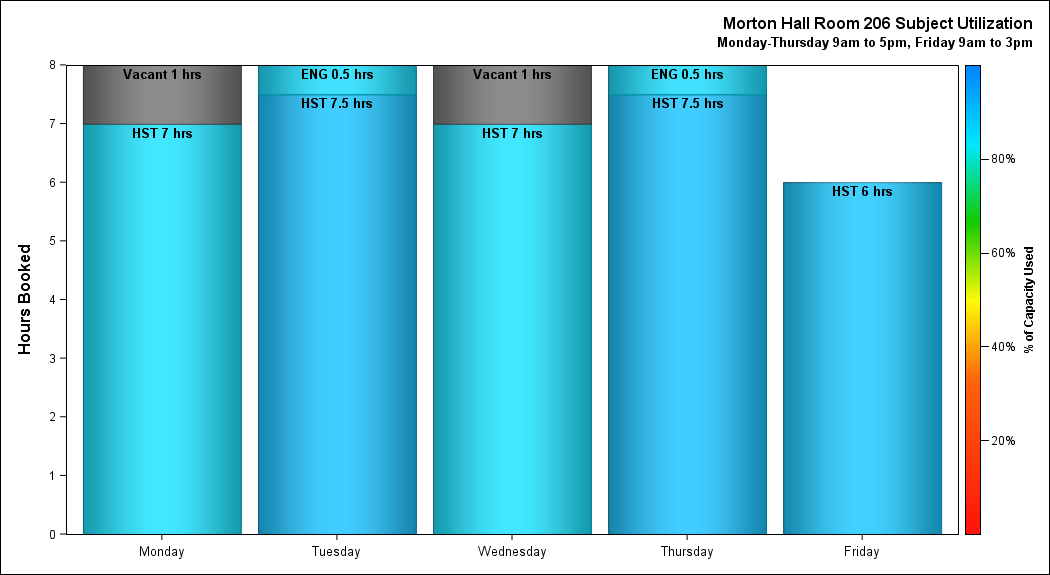 Morton Hall Room 206 Subject Utilization
Monday-Thursday 9am to 5pm, Friday 9am to 3pm
Hours Booked
8
7
6
5
4
3
2
1
0
Vacant 1 hrs
HST 7 hrs
ENG 0.5 hrs
HST 7.5 hrs
Vacant 1 hrs
HST 7 hrs
ENG 0.5 hrs
HST 7.5 hrs
HST 6 hrs
Monday
Tuesday
Wednesday
Thursday
Friday
80%
60%
40%
20%
% of Capacity Used